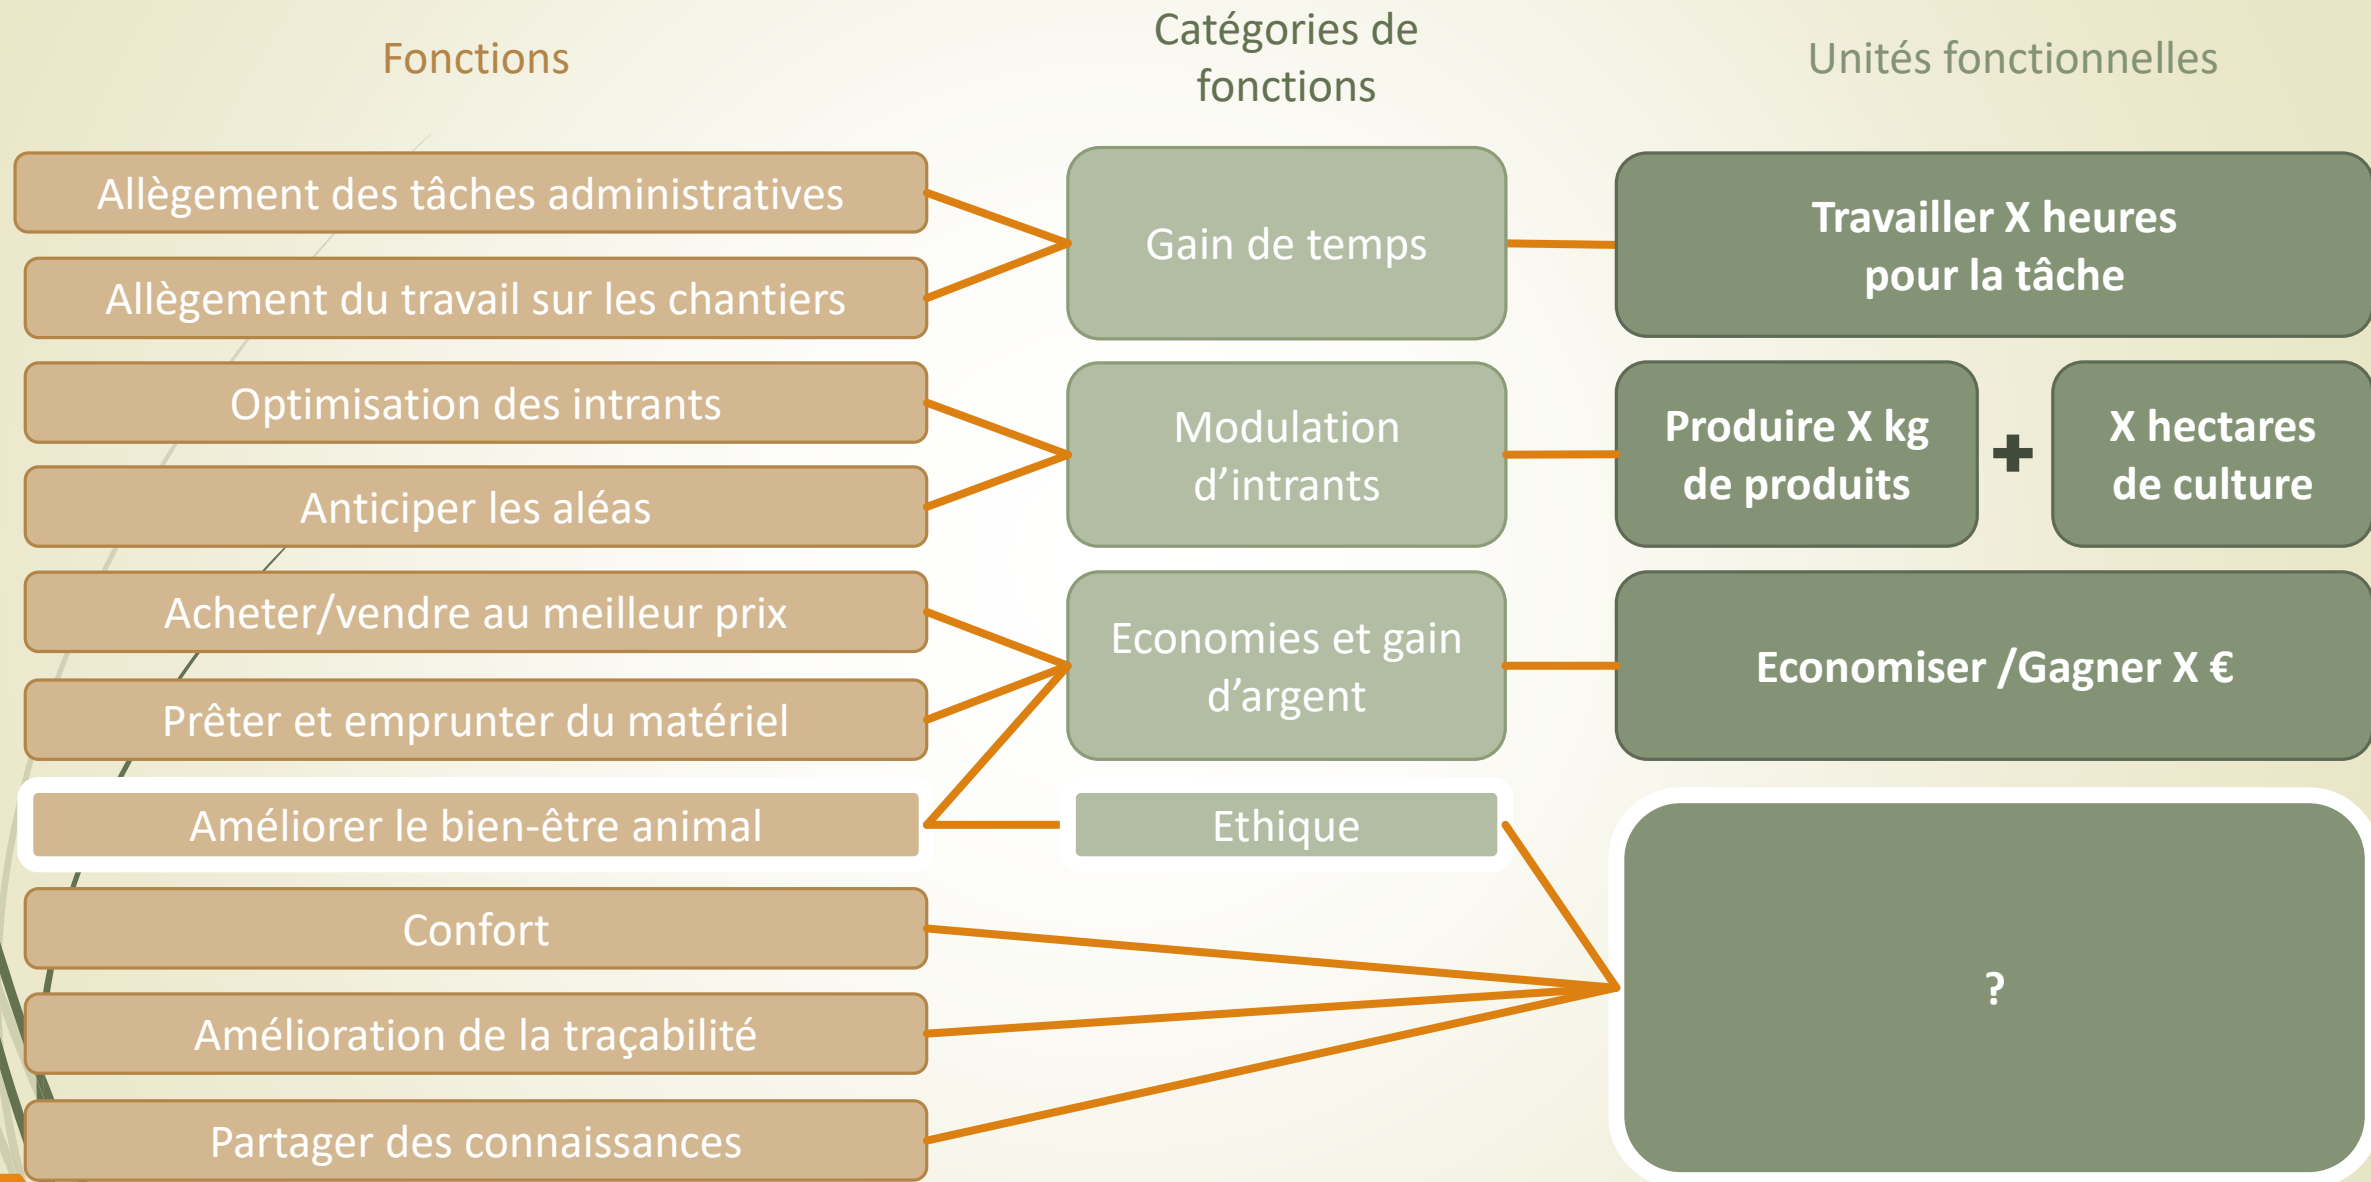 Fonctions
Catégories de
fonctions
Unités fonctionnelles
Allègement des tâches administratives
Allègement du travail sur les chantiers
Gain de temps
Travailler X heures
pour la tâche
Optimisation des intrants
Anticiper les aléas
Modulation
d’intrants
Produire X kg
de produits
+
X hectares
de culture
Acheter/vendre au meilleur prix
Prêter et emprunter du matériel
Economies et gain
d’argent
Economiser /Gagner X €
Améliorer le bien-être animal
Ethique
Confort
Amélioration de la traçabilité
Partager des connaissances
?